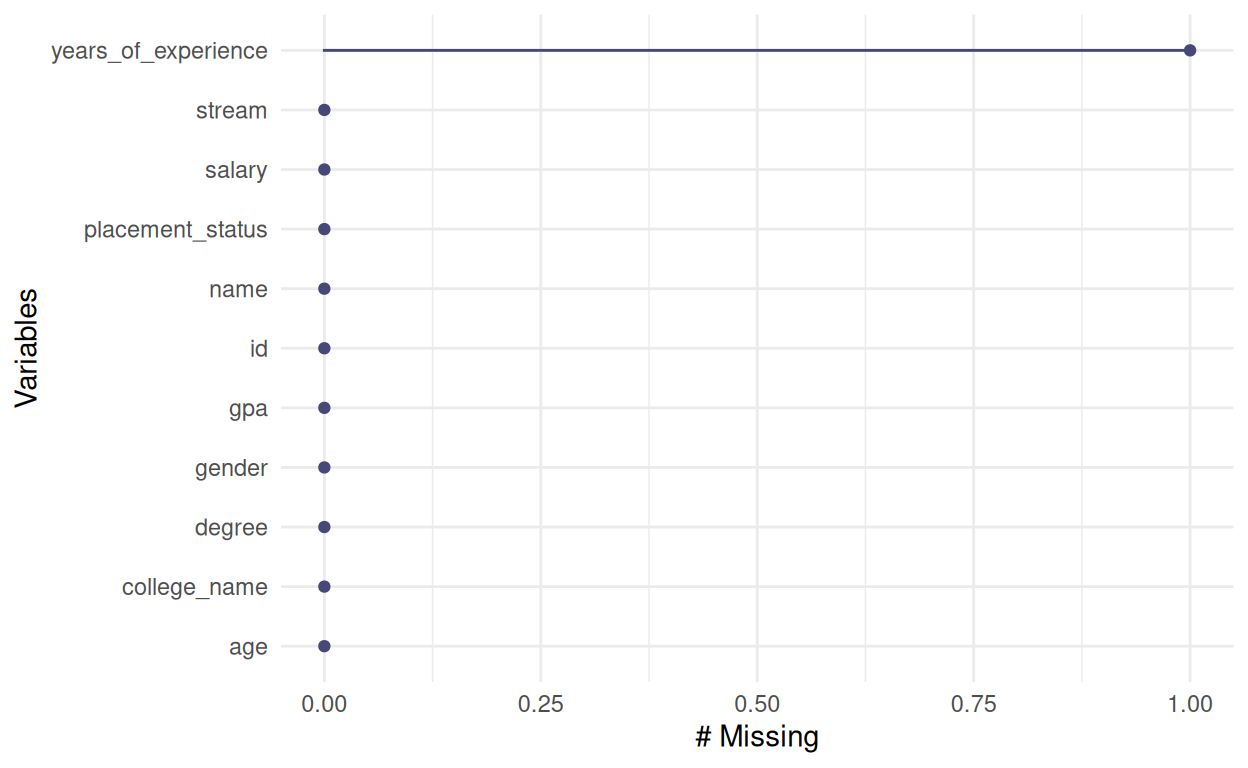 years_of_experience
stream
salary
placement_status
name
id
gpa
gender
degree
college_name
age
Variables
0.00 0.25 0.50 0.75 1.00
# Missing